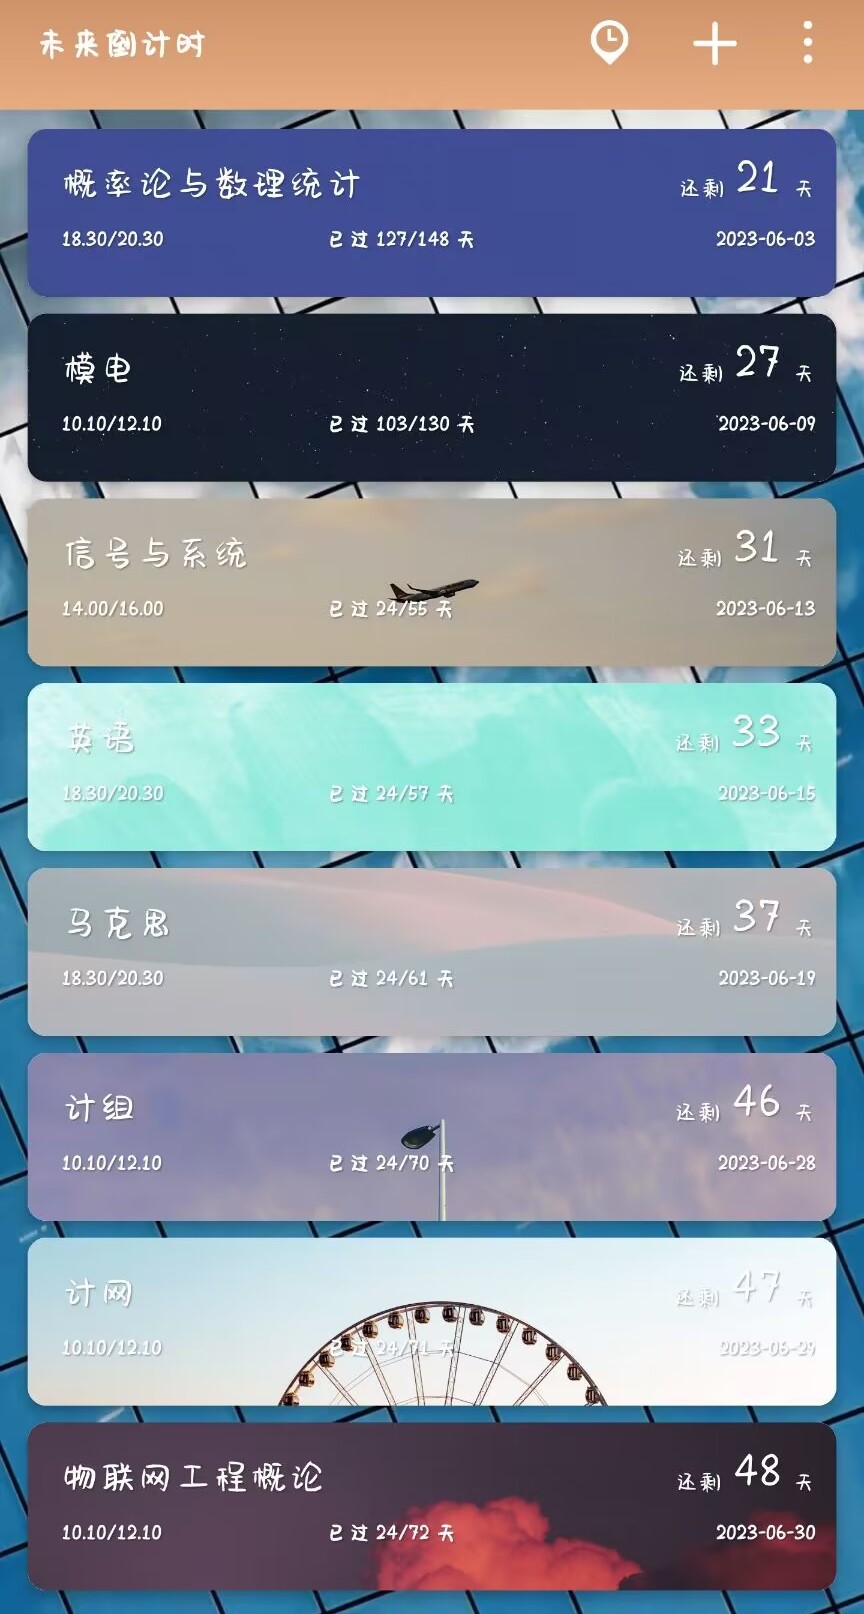 未来倒计时
概率论与数理统计
还剩 21 天
18.30/20.30 已过 127/148 天 2023-06-03
模电
还剩 27 天
10.10/12.10 已过 103/130 天 2023-06-09
信号与系统
还剩 31 天
14.00/16.00 已过 24/55 天 2023-06-13
英语
还剩 33 天
18.30/20.30 已过 24/57 天 2023-06-15
马克思
还剩 37 天
18.30/20.30 已过 24/61 天 2023-06-19
计组
还剩 46 天
10.10/12.10 已过 24/70 天 2023-06-28
计网
还剩 47 天
10.10/12.10 已过 24/71 天 2023-06-29
物联网工程概论
还剩 48 天
10.10/12.10 已过 24/72 天 2023-06-30